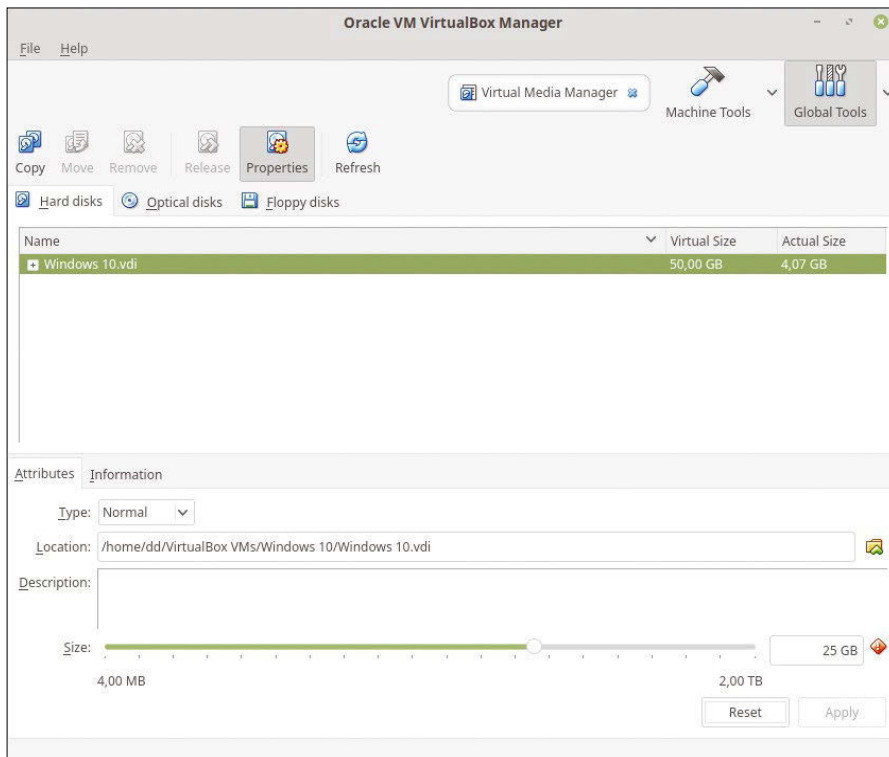 Oracle VM VirtualBox Manager
File Help
Virtual Media Manager
Machine Tools
Global Tools
Copy Move Remove Release Properties Refresh
Hard disks Optical disks Floppy disks
Name Virtual Size Actual Size
Windows 10.vdi 50,00 GB 4,07 GB
Attributes Information
Type: Normal
Location: /home/dd/VirtualBox VMs/Windows 10/Windows 10.vdi
Description:
Size: 25 GB
4,00 MB 2,00 TB
Reset Apply